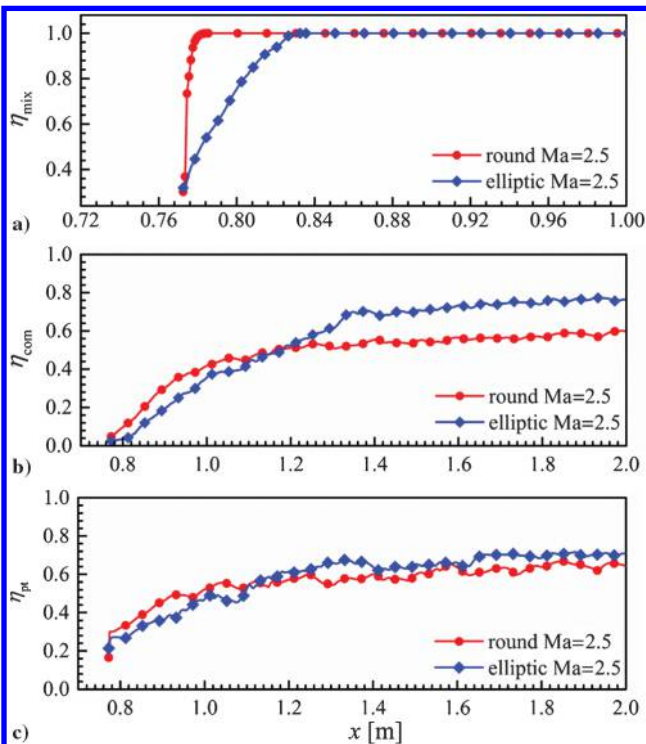 1.0
0.8
0.6
0.4
η_mix
round Ma=2.5
elliptic Ma=2.5
a)
0.72 0.76 0.80 0.84 0.88 0.92 0.96 1.00
1.0
0.8
0.6
0.4
0.2
0.0
η_com
round Ma=2.5
elliptic Ma=2.5
b)
0.8 1.0 1.2 1.4 1.6 1.8 2.0
1.0
0.8
0.6
0.4
0.2
0.0
η_pt
round Ma=2.5
elliptic Ma=2.5
0.8 1.0 1.2 1.4 1.6 1.8 2.0
c)
x [m]